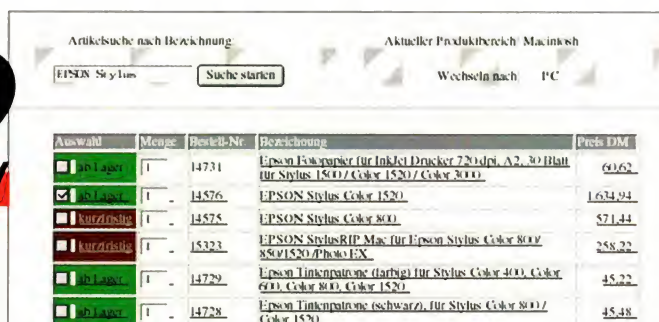 Artikelsuche nach Bezeichnung:
Aktueller Produktbereich: Macintosh
EPSON Stylus
Suche starten
Wechseln nach: PC
Auswahl Menge Bestell-Nr. Bezeichnung Preis DM
ab Lager 1 14731 Epson Fotopapier für InkJet Drucker 720 dpi, A2, 30 Blatt
für Stylus 1500 / Color 1520 / Color 3000 60,62
ab Lager 1 14576 EPSON Stylus Color 1520 1.634,94
kurzfristig 1 14575 EPSON Stylus Color 800 571,44
kurzfristig 1 15323 EPSON StylusRIP Mac für Epson Stylus Color 800/
850/1520 /Photo EX 258,22
ab Lager 1 14729 Epson Tintenpatrone (farbig) für Stylus Color 400, Color
600, Color 800, Color 1520 45,22
ab Lager 1 14728 Epson Tintenpatrone (schwarz), für Stylus Color 800 /
Color 1520 45,48